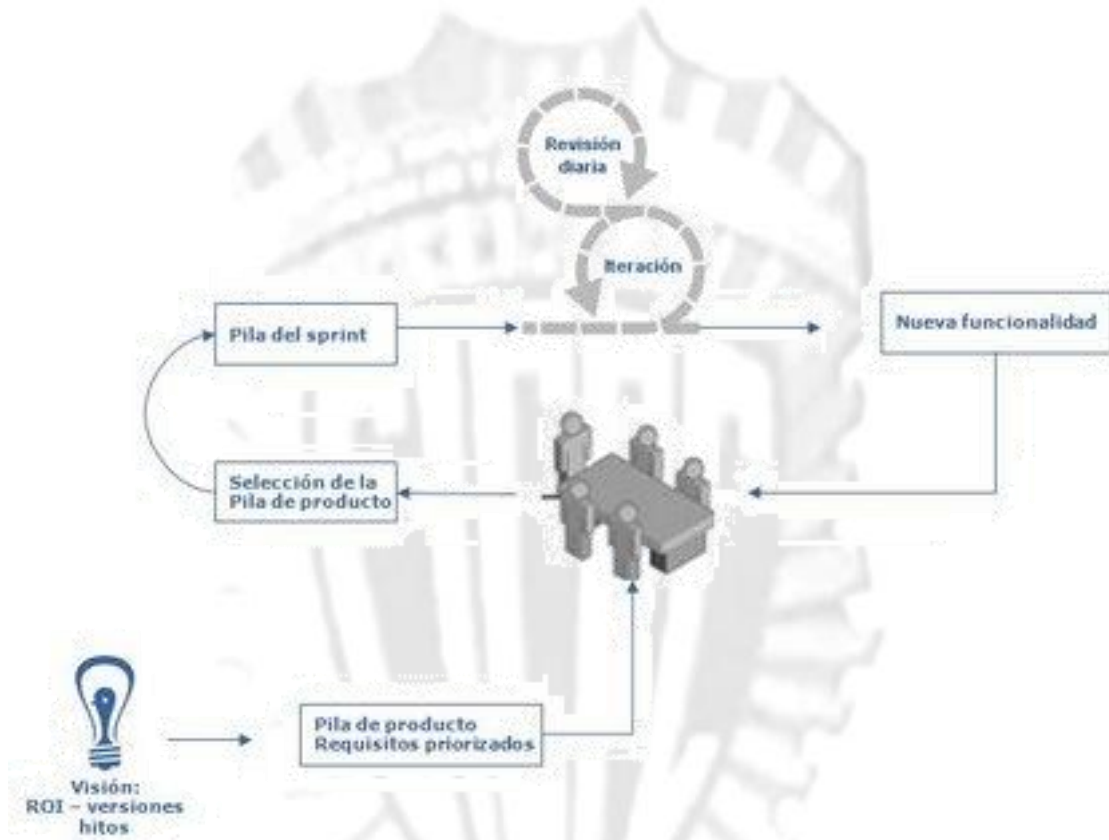 Revisión
diaria
Iteración
Pila del sprint
Nueva funcionalidad
Selección de la
Pila de producto
Pila de producto
Requisitos priorizados
Visión:
ROI – versiones
hitos